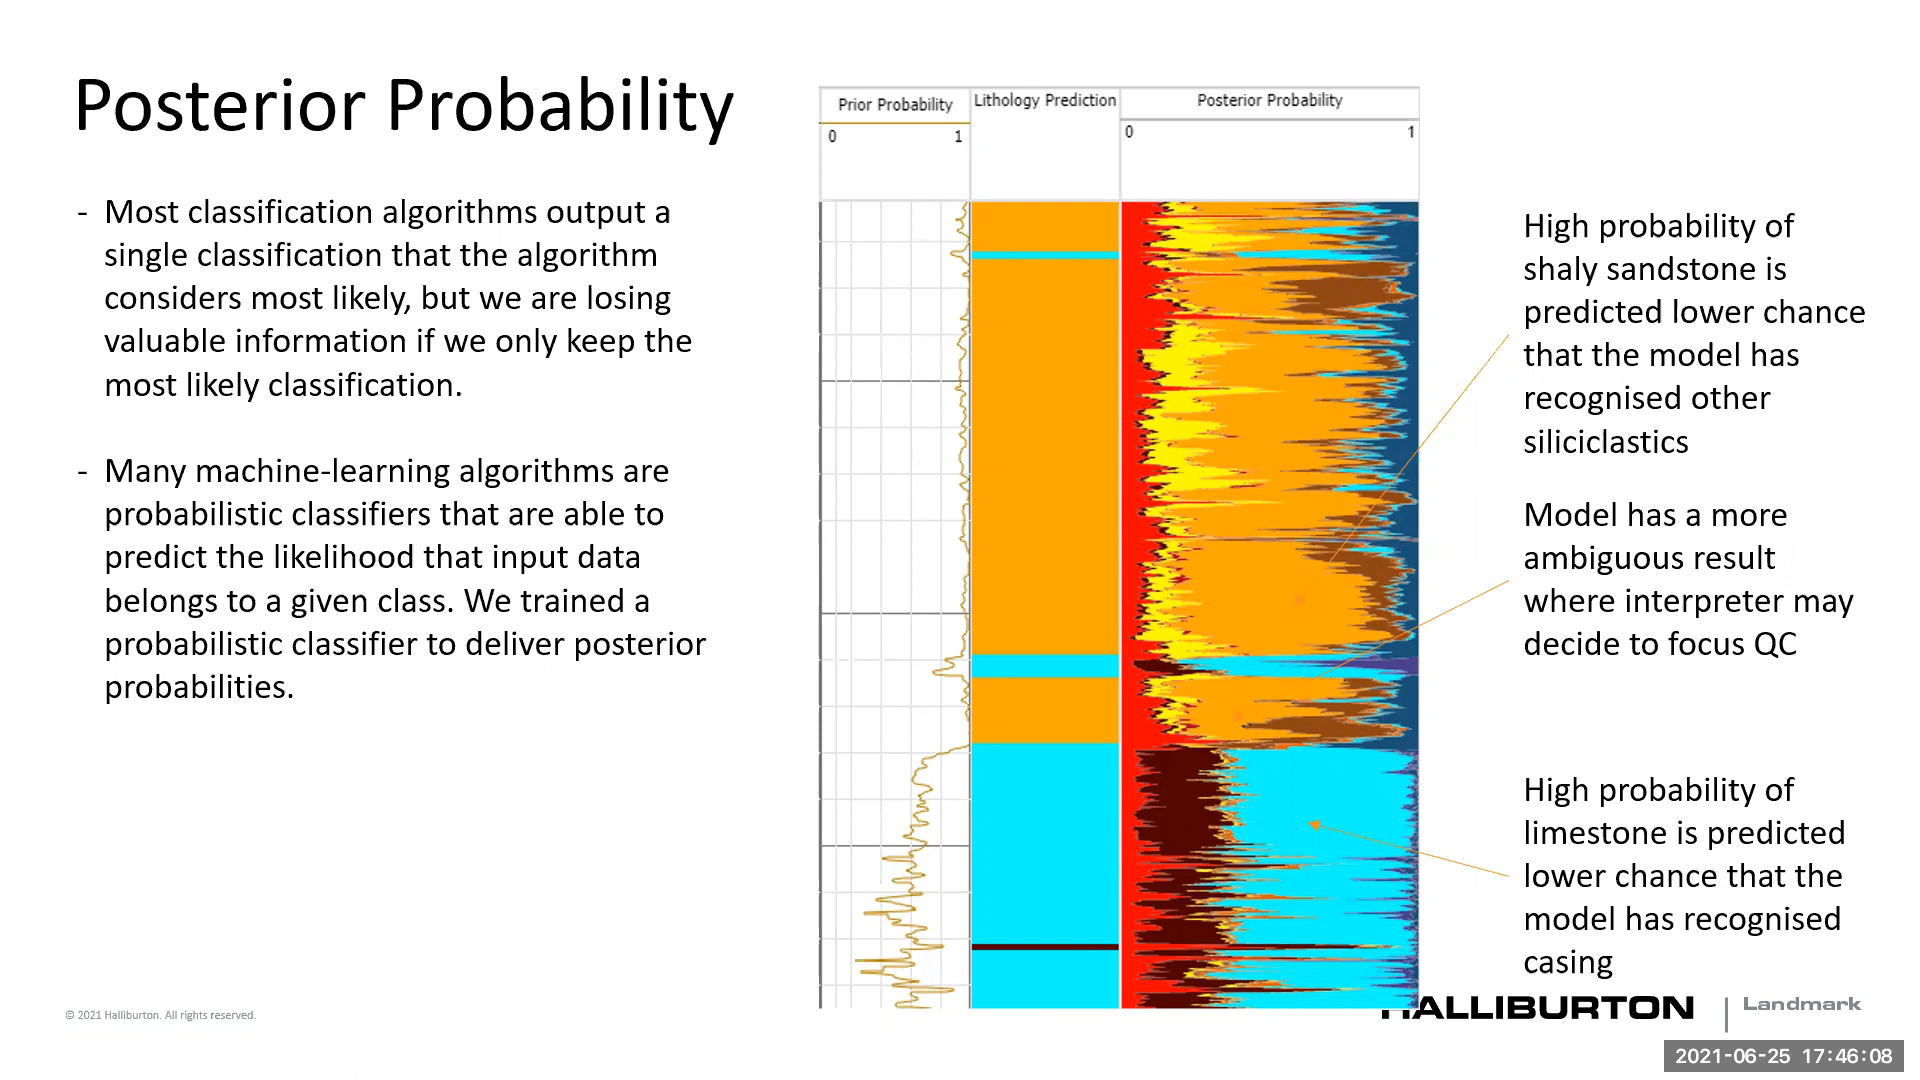 Posterior Probability
- Most classification algorithms output a
single classification that the algorithm
considers most likely, but we are losing
valuable information if we only keep the
most likely classification.
- Many machine-learning algorithms are
probabilistic classifiers that are able to
predict the likelihood that input data
belongs to a given class. We trained a
probabilistic classifier to deliver posterior
probabilities.
Prior Probability
0 1
Lithology Prediction
Posterior Probability
0 1
High probability of
shaly sandstone is
predicted lower chance
that the model has
recognised other
siliciclastics
Model has a more
ambiguous result
where interpreter may
decide to focus QC
High probability of
limestone is predicted
lower chance that the
model has recognised
casing
© 2021 Halliburton. All rights reserved.
HALLIBURTON | Landmark
2021-06-25 17:46:08